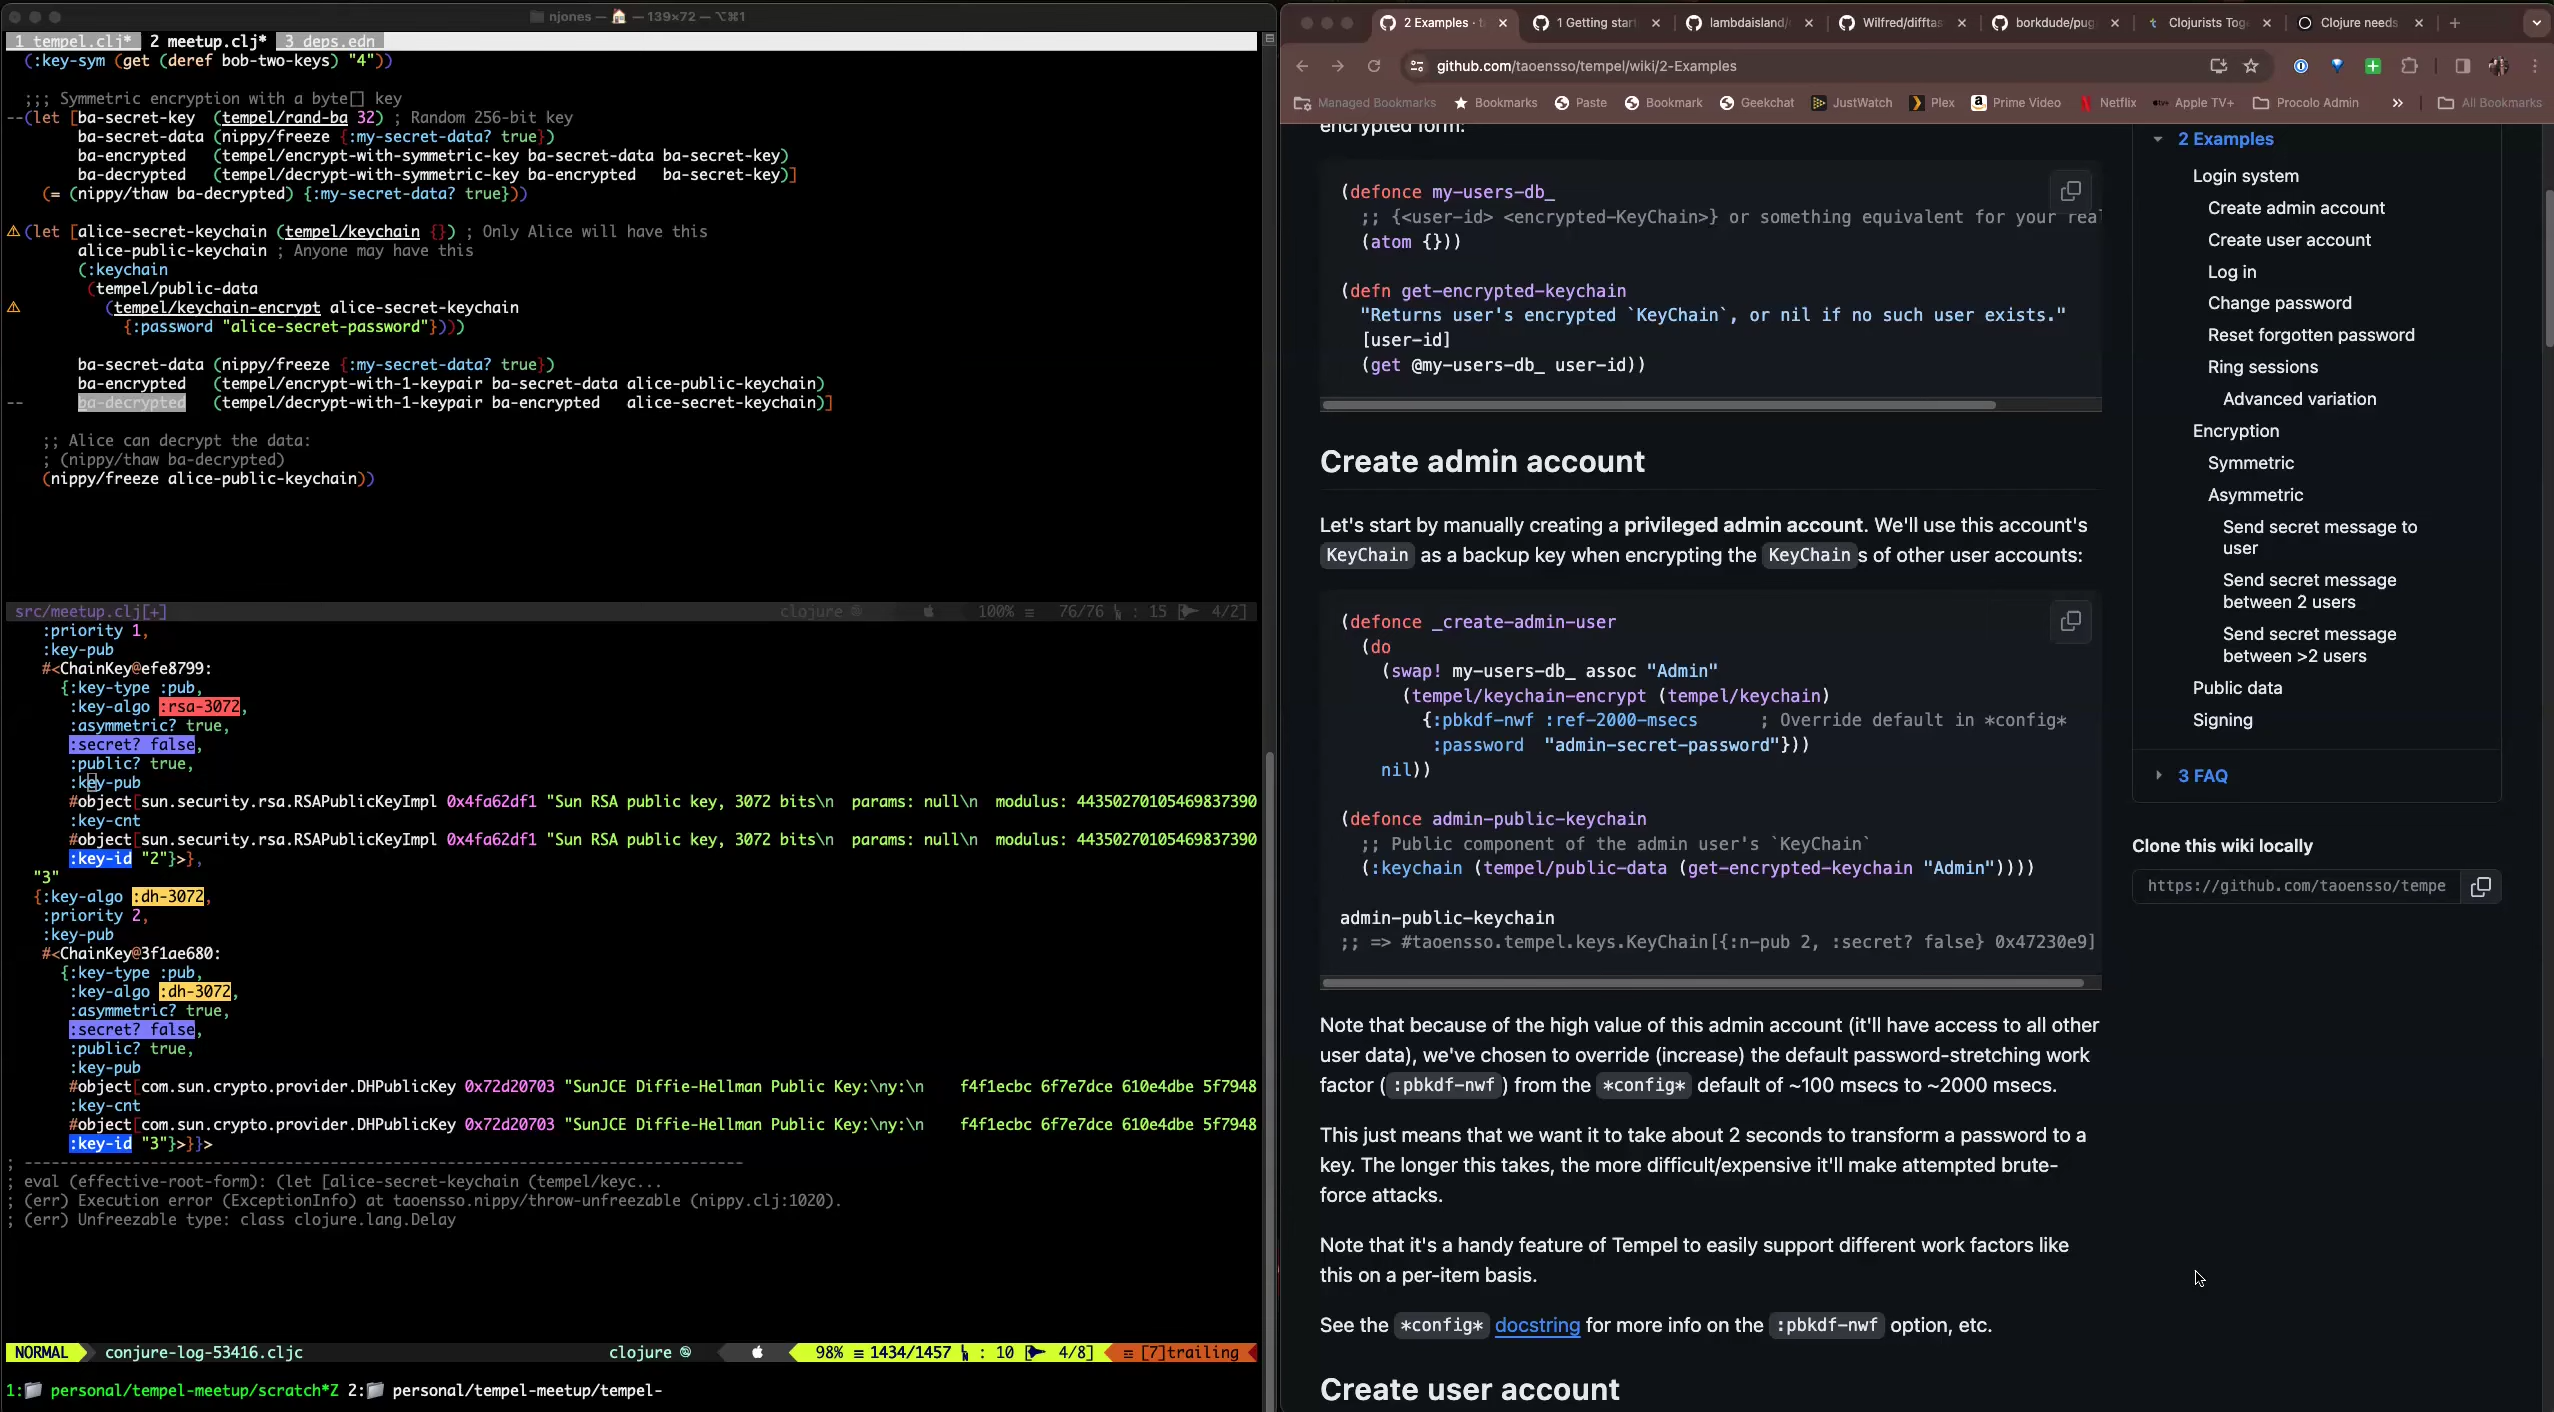 njones — 🏠 — 139×72 — ⌥⌘1
1 tempel.clj* 2 meetup.clj* 3 deps.edn
(:key-sym (get (deref bob-two-keys) "4"))
;;; Symmetric encryption with a byte[] key
--(let [ba-secret-key (tempel/rand-ba 32) ; Random 256-bit key
ba-secret-data (nippy/freeze {:my-secret-data? true})
ba-encrypted (tempel/encrypt-with-symmetric-key ba-secret-data ba-secret-key)
ba-decrypted (tempel/decrypt-with-symmetric-key ba-encrypted ba-secret-key)]
(= (nippy/thaw ba-decrypted) {:my-secret-data? true}))
⚠(let [alice-secret-keychain (tempel/keychain {}) ; Only Alice will have this
alice-public-keychain ; Anyone may have this
(:keychain
(tempel/public-data
⚠ (tempel/keychain-encrypt alice-secret-keychain
{:password "alice-secret-password"})))
ba-secret-data (nippy/freeze {:my-secret-data? true})
ba-encrypted (tempel/encrypt-with-1-keypair ba-secret-data alice-public-keychain)
-- ba-decrypted (tempel/decrypt-with-1-keypair ba-encrypted alice-secret-keychain)]
;; Alice can decrypt the data:
; (nippy/thaw ba-decrypted)
(nippy/freeze alice-public-keychain))
src/meetup.clj[+] clojure 100% ≡ 76/76 : 15 4/2]
:priority 1,
:key-pub
#<ChainKey@efe8799:
{:key-type :pub,
:key-algo :rsa-3072,
:asymmetric? true,
:secret? false,
:public? true,
:key-pub
#object[sun.security.rsa.RSAPublicKeyImpl 0x4fa62df1 "Sun RSA public key, 3072 bits\n params: null\n modulus: 44350270105469837390
:key-cnt
#object[sun.security.rsa.RSAPublicKeyImpl 0x4fa62df1 "Sun RSA public key, 3072 bits\n params: null\n modulus: 44350270105469837390
:key-id "2"}>},
"3"
{:key-algo :dh-3072,
:priority 2,
:key-pub
#<ChainKey@3f1ae680:
{:key-type :pub,
:key-algo :dh-3072,
:asymmetric? true,
:secret? false,
:public? true,
:key-pub
#object[com.sun.crypto.provider.DHPublicKey 0x72d20703 "SunJCE Diffie-Hellman Public Key:\ny:\n f4f1ecbc 6f7e7dce 610e4dbe 5f7948
:key-cnt
#object[com.sun.crypto.provider.DHPublicKey 0x72d20703 "SunJCE Diffie-Hellman Public Key:\ny:\n f4f1ecbc 6f7e7dce 610e4dbe 5f7948
:key-id "3"}>}}>
; --------------------------------------------------------------------------------
; eval (effective-root-form): (let [alice-secret-keychain (tempel/keyc...
; (err) Execution error (ExceptionInfo) at taoensso.nippy/throw-unfreezable (nippy.clj:1020).
; (err) Unfreezable type: class clojure.lang.Delay
NORMAL conjure-log-53416.cljc clojure 98% ≡ 1434/1457 : 10 4/8] ≡ [7]trailing
1: personal/tempel-meetup/scratch*Z 2: personal/tempel-meetup/tempel-
2 Examples · t
1 Getting star
lambdaisland/
Wilfred/diffta
borkdude/pug
Clojurists Tog
Clojure needs
github.com/taoensso/tempel/wiki/2-Examples
Managed Bookmarks Bookmarks Paste Bookmark Geekchat JustWatch Plex Prime Video Netflix Apple TV+ Procolo Admin » All Bookmarks
encrypted form:
(defonce my-users-db_
;; {<user-id> <encrypted-KeyChain>} or something equivalent for your real
(atom {}))
(defn get-encrypted-keychain
"Returns user's encrypted `KeyChain`, or nil if no such user exists."
[user-id]
(get @my-users-db_ user-id))
Create admin account
Let's start by manually creating a privileged admin account. We'll use this account's
KeyChain as a backup key when encrypting the KeyChain s of other user accounts:
(defonce _create-admin-user
(do
(swap! my-users-db_ assoc "Admin"
(tempel/keychain-encrypt (tempel/keychain)
{:pbkdf-nwf :ref-2000-msecs ; Override default in *config*
:password "admin-secret-password"}))
nil))
(defonce admin-public-keychain
;; Public component of the admin user's `KeyChain`
(:keychain (tempel/public-data (get-encrypted-keychain "Admin"))))
admin-public-keychain
;; => #taoensso.tempel.keys.KeyChain[{:n-pub 2, :secret? false} 0x47230e9]
Note that because of the high value of this admin account (it'll have access to all other
user data), we've chosen to override (increase) the default password-stretching work
factor ( :pbkdf-nwf ) from the *config* default of ~100 msecs to ~2000 msecs.
This just means that we want it to take about 2 seconds to transform a password to a
key. The longer this takes, the more difficult/expensive it'll make attempted brute-
force attacks.
Note that it's a handy feature of Tempel to easily support different work factors like
this on a per-item basis.
See the *config* docstring for more info on the :pbkdf-nwf option, etc.
Create user account
2 Examples
Login system
Create admin account
Create user account
Log in
Change password
Reset forgotten password
Ring sessions
Advanced variation
Encryption
Symmetric
Asymmetric
Send secret message to
user
Send secret message
between 2 users
Send secret message
between >2 users
Public data
Signing
3 FAQ
Clone this wiki locally
https://github.com/taoensso/tempe